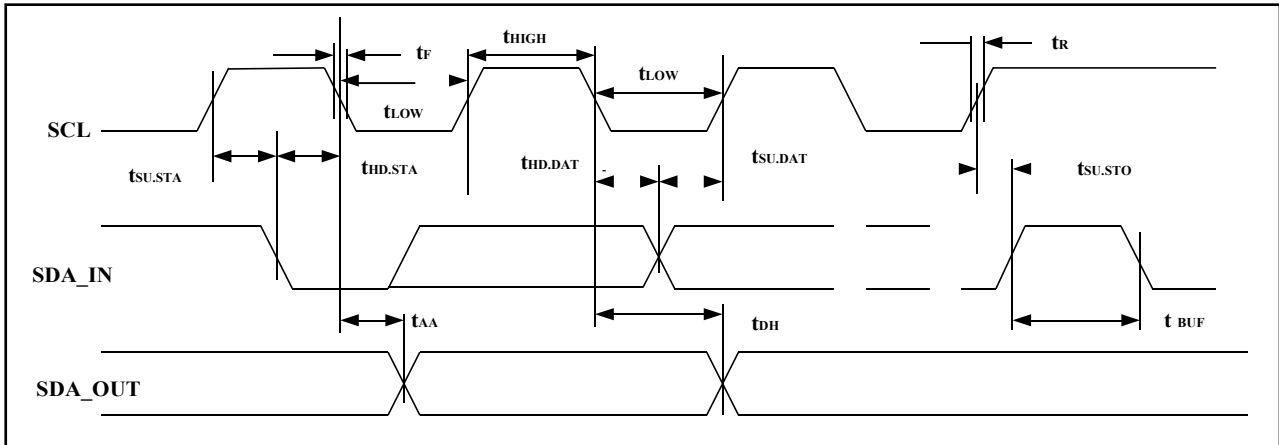 tF
tHIGH
tR
tLOW
tLOW
SCL
tSU.STA
tHD.STA
tHD.DAT
tSU.DAT
tSU.STO
SDA_IN
tAA
tDH
t BUF
SDA_OUT